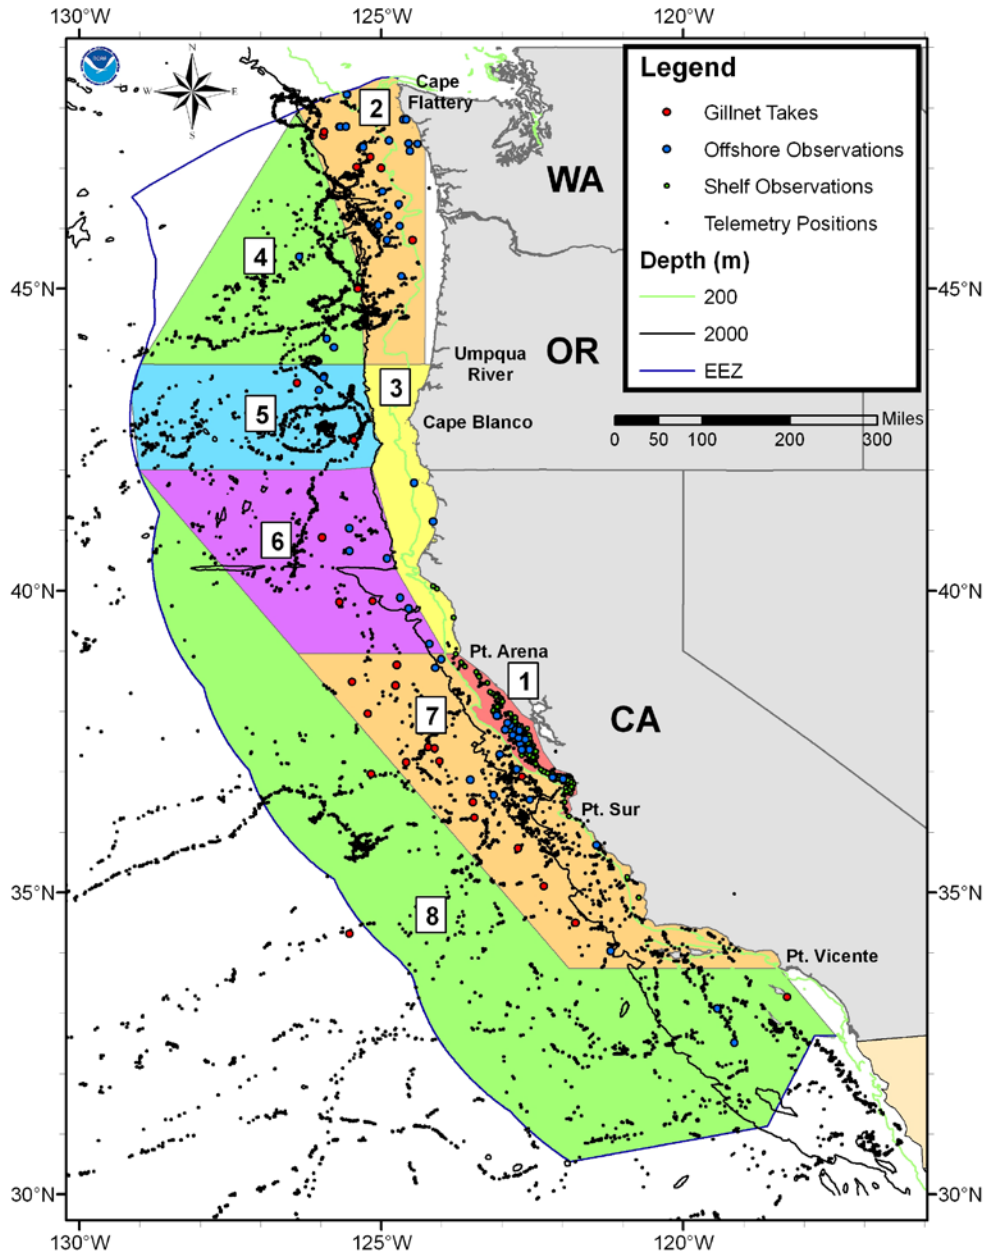 130°W 125°W 120°W
N
W E
S
Cape
Flattery
2
Legend
Gillnet Takes
Offshore Observations
Shelf Observations
Telemetry Positions
Depth (m)
200
2000
EEZ
WA
4
45°N 45°N
OR
Umpqua
River
3
5
Cape Blanco
Miles
0 50 100 200 300
6
40°N 40°N
Pt. Arena
1
7
CA
Pt. Sur
35°N 35°N
8
Pt. Vicente
30°N 30°N
130°W 125°W 120°W